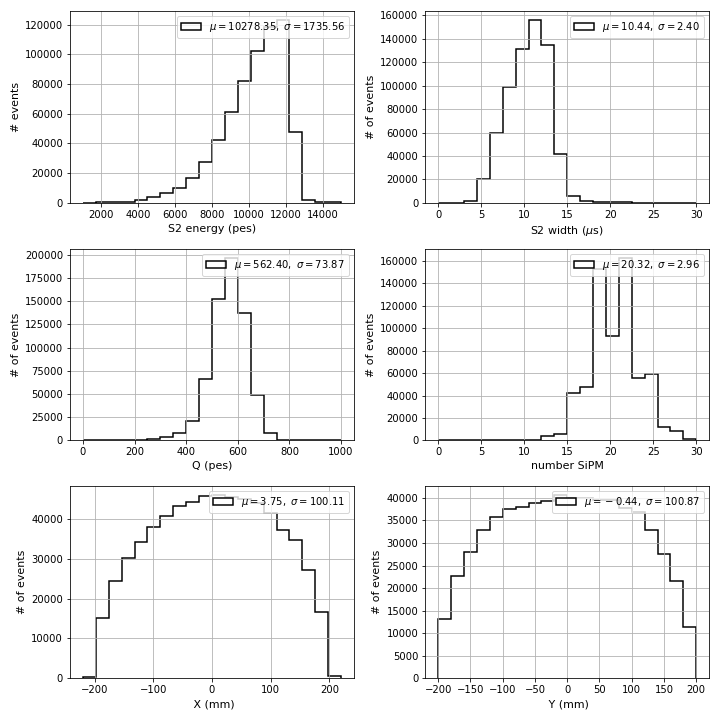 μ = 10278.35, σ = 1735.56
# events
120000
100000
80000
60000
40000
20000
0
2000 4000 6000 8000 10000 12000 14000
S2 energy (pes)
μ = 10.44, σ = 2.40
# of events
160000
140000
120000
100000
80000
60000
40000
20000
0
0 5 10 15 20 25 30
S2 width (μs)
μ = 562.40, σ = 73.87
# of events
200000
175000
150000
125000
100000
75000
50000
25000
0
0 200 400 600 800 1000
Q (pes)
μ = 20.32, σ = 2.96
# of events
160000
140000
120000
100000
80000
60000
40000
20000
0
0 5 10 15 20 25 30
number SiPM
μ = 3.75, σ = 100.11
# of events
40000
30000
20000
10000
0
−200 −100 0 100 200
X (mm)
μ = −0.44, σ = 100.87
# of events
40000
35000
30000
25000
20000
15000
10000
5000
0
−200 −150 −100 −50 0 50 100 150 200
Y (mm)